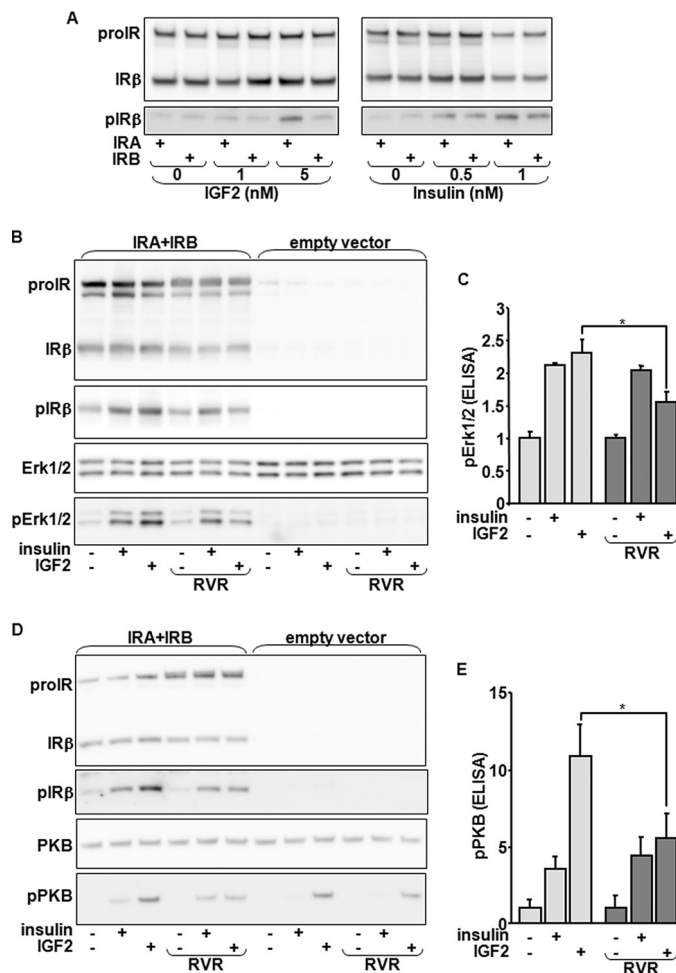 A
proIR
IRβ
pIRβ
IRA + + + + + +
IRB + + + + + +
0 1 5 0 0.5 1
IGF2 (nM) Insulin (nM)
B
IRA+IRB empty vector
proIR
IRβ
pIRβ
Erk1/2
pErk1/2
insulin - + - + - + - +
IGF2 - + - + - + - +
RVR RVR
C
pErk1/2 (ELISA)
3
2.5
2
1.5
1
0.5
0
*
insulin - + - +
IGF2 - + - +
RVR
D
IRA+IRB empty vector
proIR
IRβ
pIRβ
PKB
pPKB
insulin - + - + - + - +
IGF2 - + - + - + - +
RVR RVR
E
pPKB (ELISA)
15
10
5
0
*
insulin - + - +
IGF2 - + - +
RVR